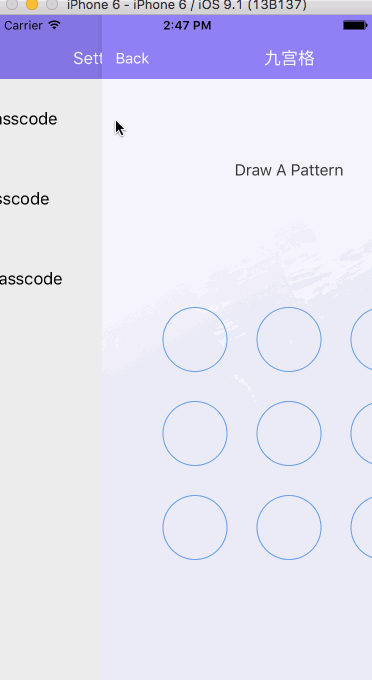 iPhone 6 - iPhone 6 / iOS 9.1 (13B137)
Carrier 2:47 PM
Sett Back 九宫格
asscode
Draw A Pattern
sscode
asscode